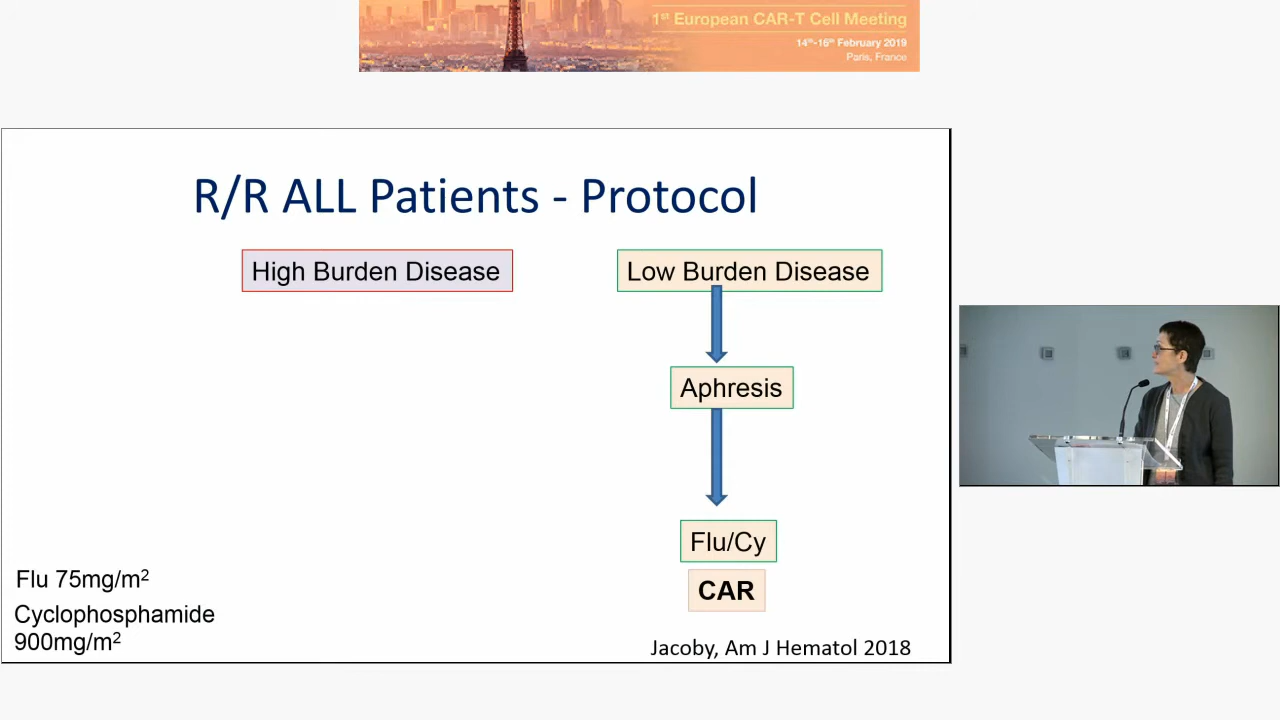 1st European CAR-T Cell Meeting
14th-16th February 2019
Paris, France
R/R ALL Patients - Protocol
High Burden Disease
Low Burden Disease
Aphresis
Flu/Cy
CAR
Flu 75mg/m²
Cyclophosphamide
900mg/m²
Jacoby, Am J Hematol 2018